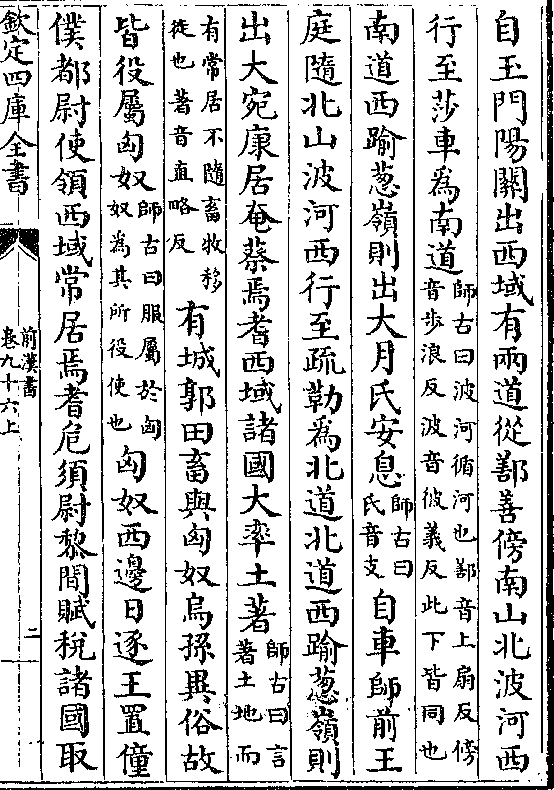 自玉門陽關出西域有兩道從鄯善傍南山北波河西
行至莎車爲南道師古曰波河循河也鄯音上扇反傍音步浪反波音彼義反此下皆同也
南道西踰葱嶺則出大月氏安息師古曰氏音支自車師前王
庭隨北山波河西行至疏勒爲北道北道西踰葱嶺則
出大宛康居奄蔡焉耆西域諸國大率土著師古曰言著土地而
有常居不隨畜牧移徙也著音直略反有城郭田畜與匈奴烏孫異俗故
皆役屬匈奴師古曰服屬於匈奴爲其所役使也匈奴西邊日逐王置僮
僕都尉使領西域常居焉耆危須尉黎間賦稅諸國取
欽定四庫全書
前漢書
卷九十六上
二